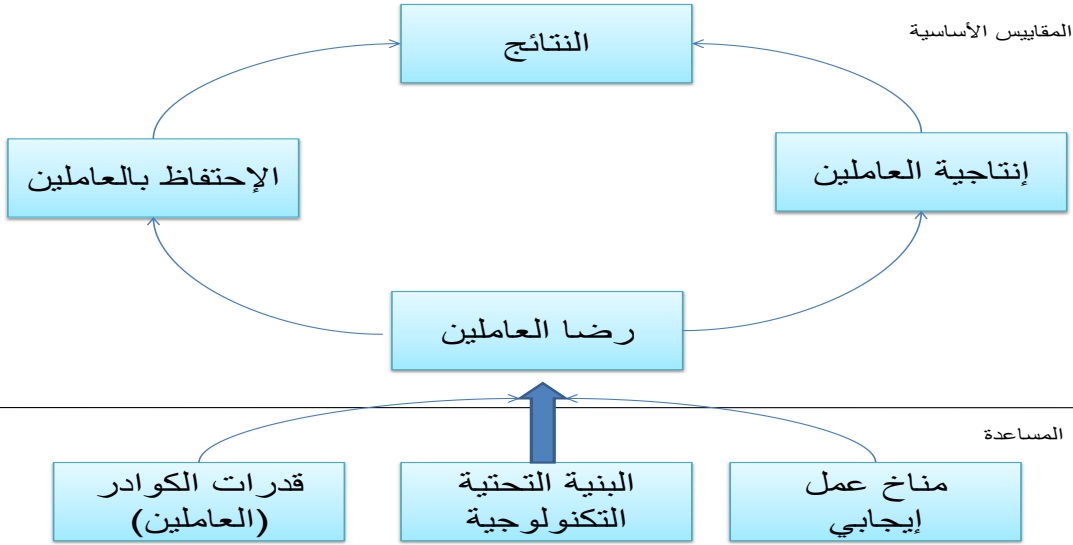 المقاييس الأساسية
النتائج
إنتاجية العاملين
الإحتفاظ بالعاملين
رضا العاملين
المساعدة
مناخ عمل
إيجابي
البنية التحتية
التكنولوجية
قدرات الكوادر
(العاملين)